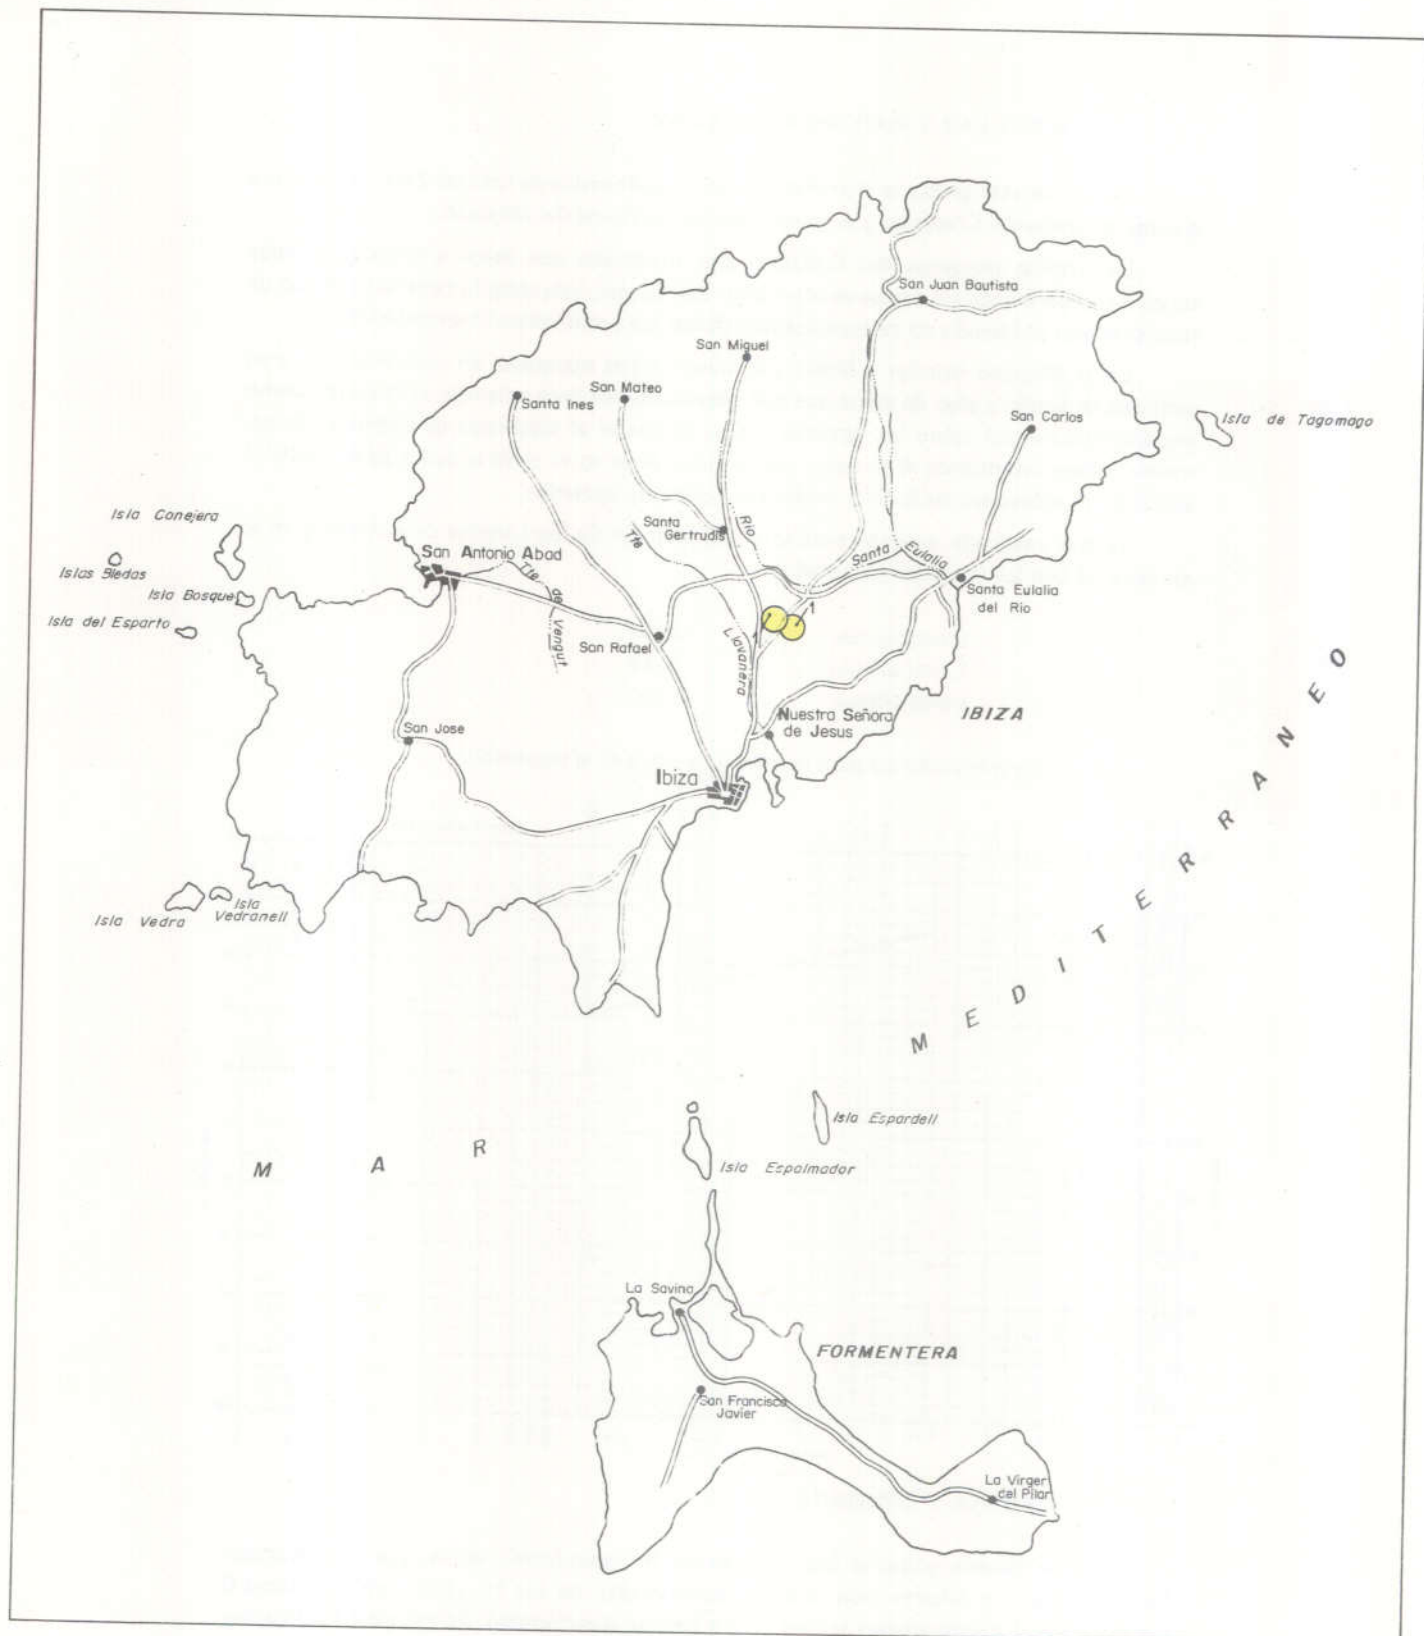 San Juan Bautista
San Miguel
San Mateo
Santa Ines
San Carlos
Isla de Tagomago
Isla Conejera
Santa
Gertrudis
Rio
Tte
San Antonio Abad
Santa Eulalia
Islas Bledas
Tte de Vengut.
Isla Bosque
Santa Eulalia
del Rio
Isla del Esparto
1
1
San Rafael
Llavanera
IBIZA
Nuestra Señora
de Jesus
San Jose
Ibiza
Isla
Vedranell
Isla Vedra
MAR MEDITERRANEO
Isla Espardell
Isla Espalmador
La Savina
FORMENTERA
San Francisco
Javier
La Virgen
del Pilar